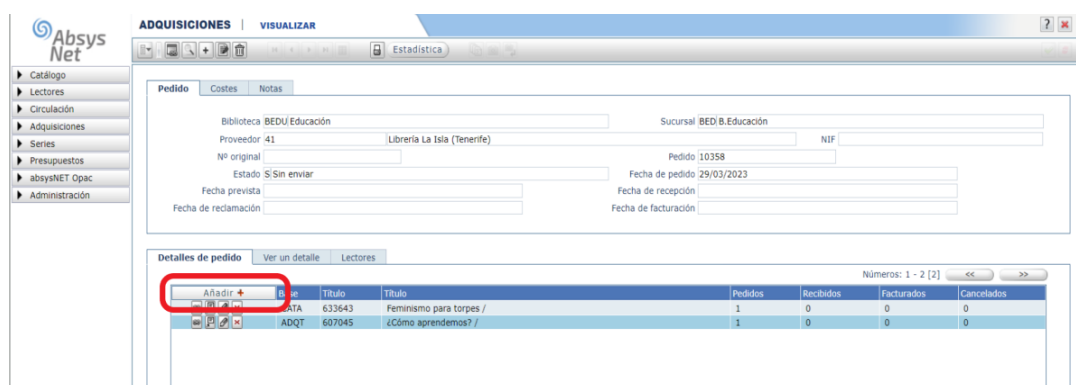 Absys
Net
ADQUISICIONES | VISUALIZAR
?
Estadística
Catálogo
Lectores
Circulación
Adquisiciones
Series
Presupuestos
absysNET Opac
Administración
Pedido Costes Notas
Biblioteca BEDU Educación Sucursal BED B.Educación
Proveedor 41 Librería La Isla (Tenerife) NIF
Nº original Pedido 10358
Estado S Sin enviar Fecha de pedido 29/03/2023
Fecha prevista Fecha de recepción
Fecha de reclamación Fecha de facturación
Detalles de pedido Ver un detalle Lectores
Números: 1 - 2 [2] << >>
Añadir + Título Título Pedidos Recibidos Facturados Cancelados
633643 Feminismo para torpes / 1 0 0 0
ADQT 607045 ¿Cómo aprendemos? / 1 0 0 0